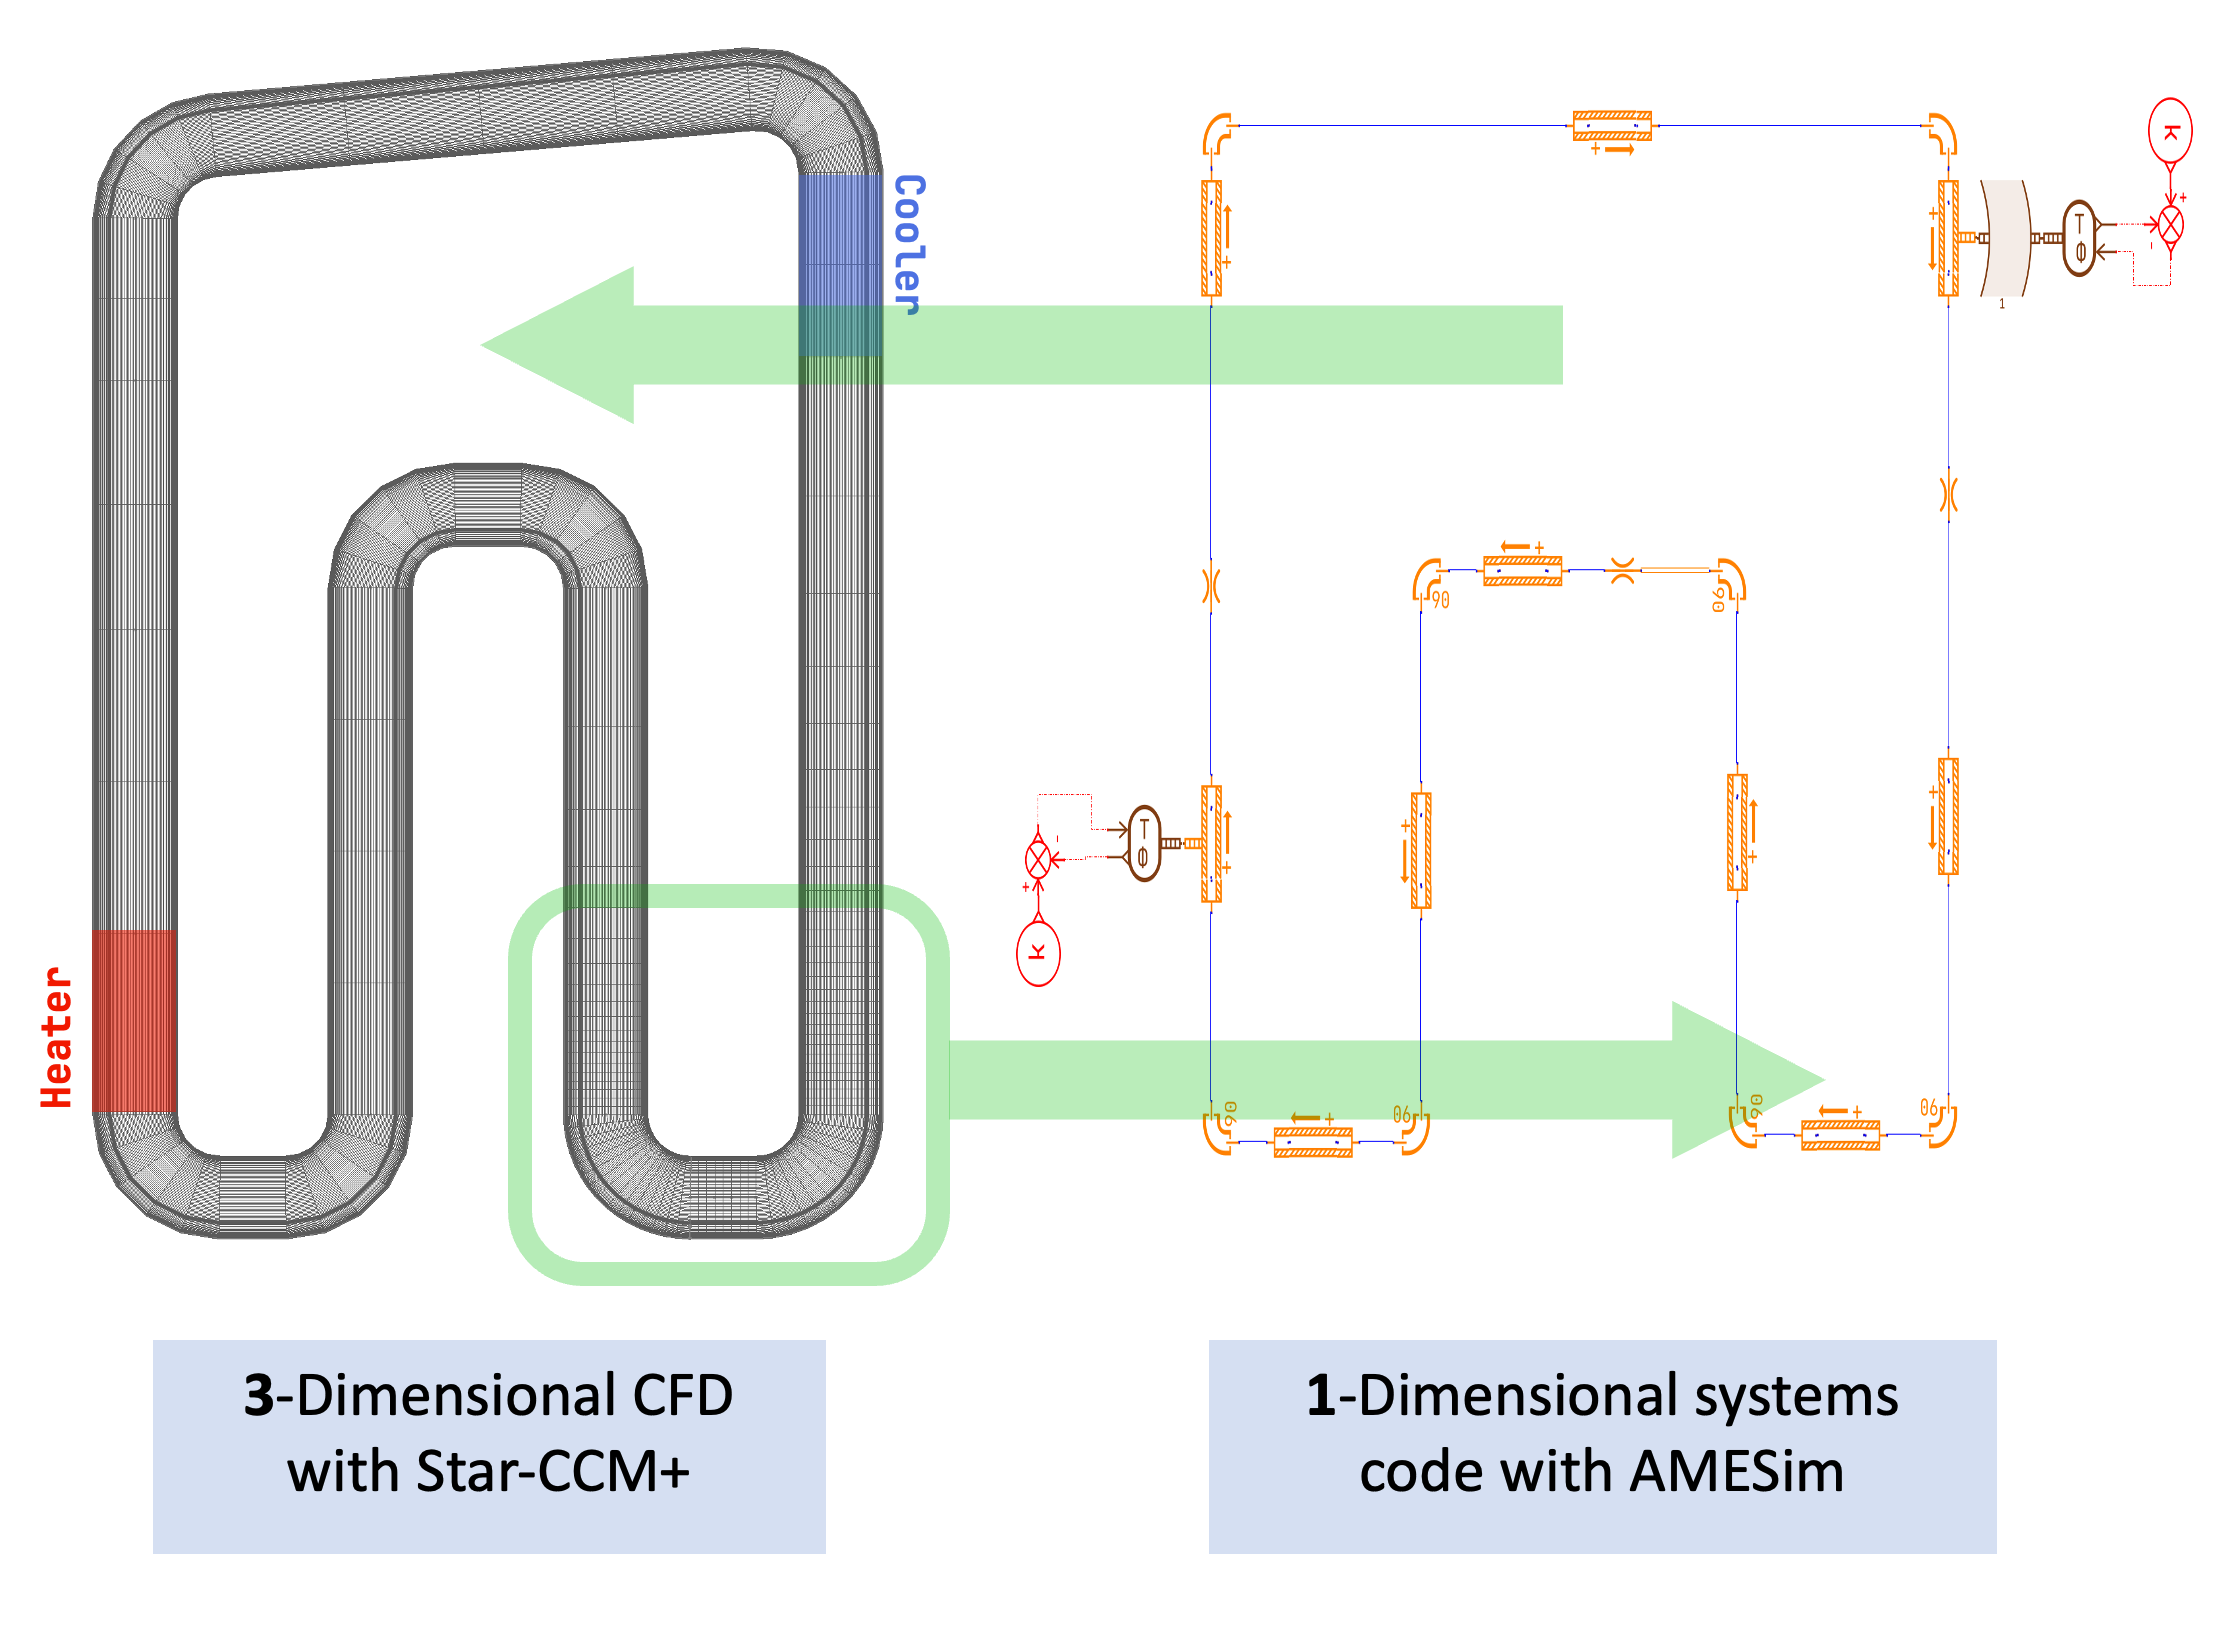 Cooler
Heater
K
+
-
T
Φ
1
+
+
+
+
90
90
+
T
Φ
-
+
K
+
+
+
+
90
90
+
90
90
+
3-Dimensional CFD
with Star-CCM+
1-Dimensional systems
code with AMESim